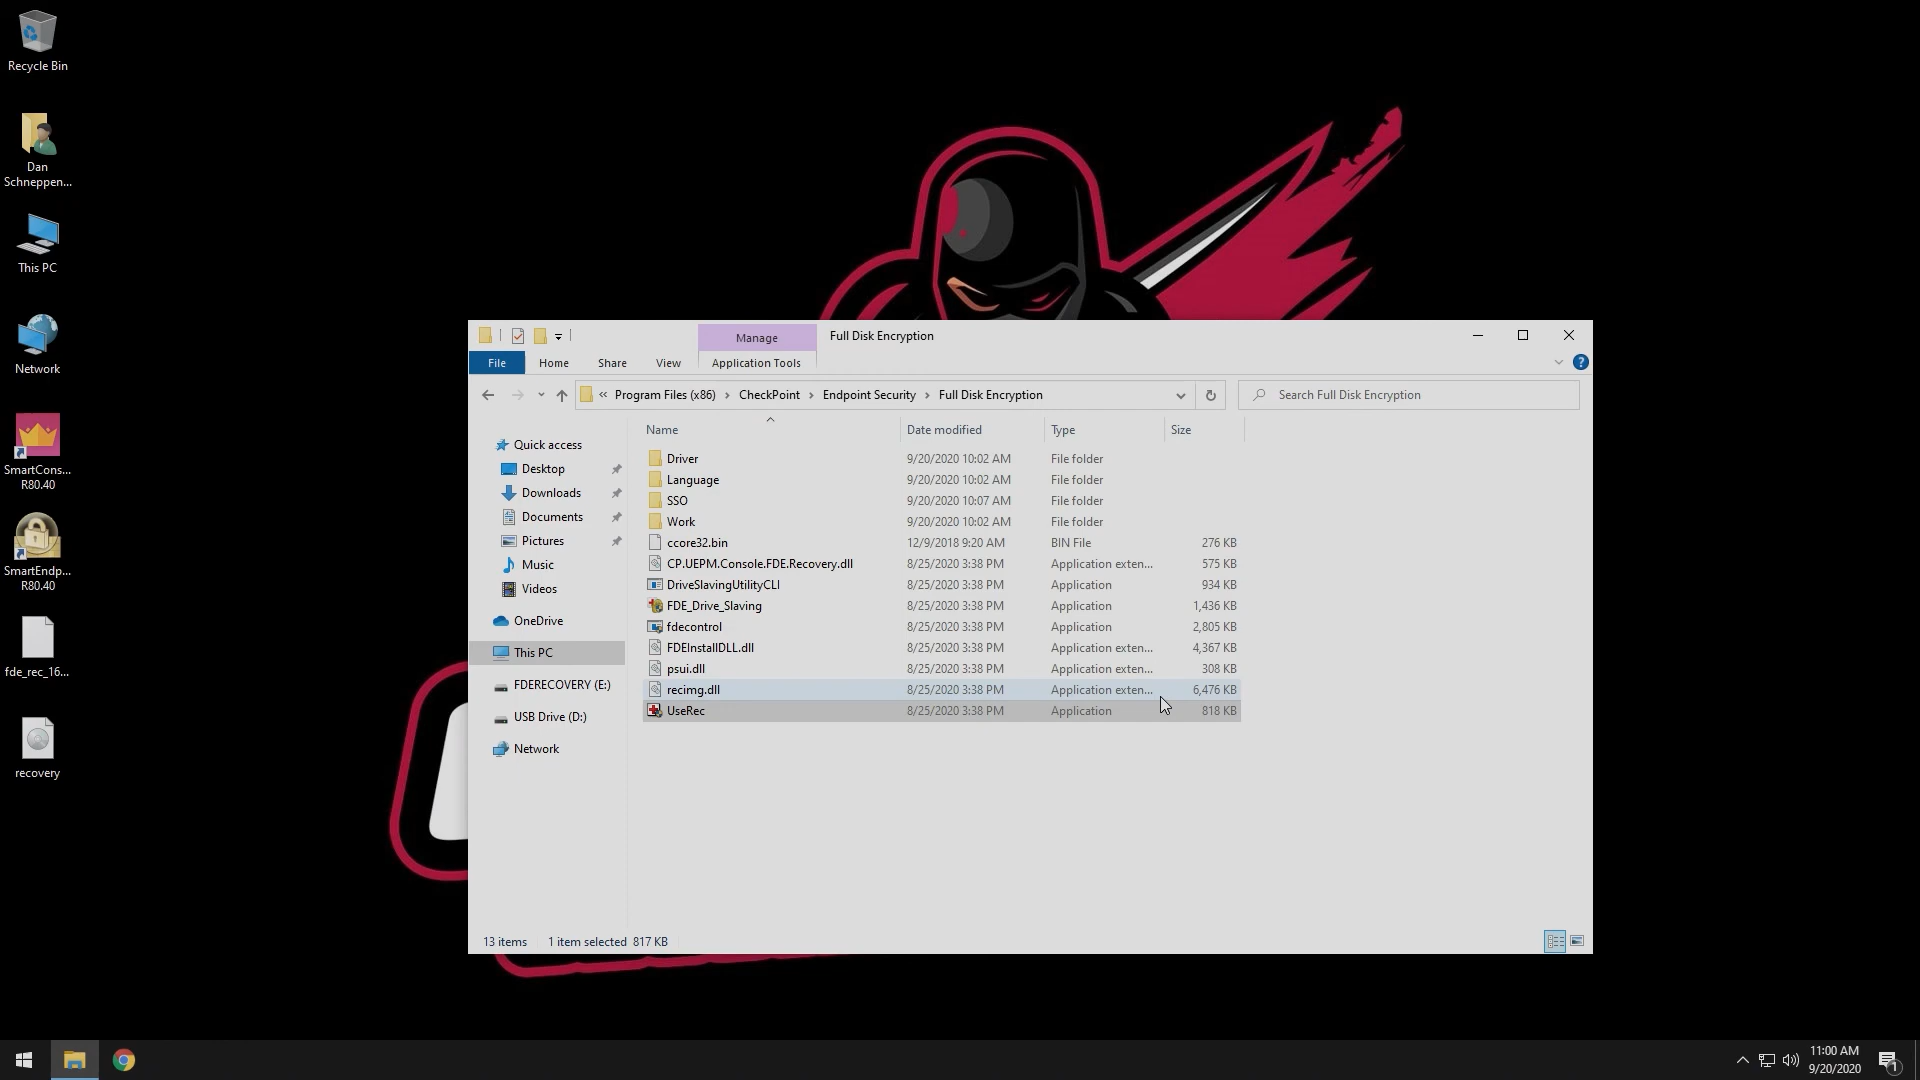 Recycle Bin
Dan
Schneppen...
This PC
Network
SmartCons...
R80.40
SmartEndp...
R80.40
fde_rec_16...
recovery
Manage
Full Disk Encryption
File
Home
Share
View
Application Tools
?
« Program Files (x86) › CheckPoint › Endpoint Security › Full Disk Encryption
Search Full Disk Encryption
Quick access
Desktop
Downloads
Documents
Pictures
Music
Videos
OneDrive
This PC
FDERECOVERY (E:)
USB Drive (D:)
Network
Name Date modified Type Size
Driver 9/20/2020 10:02 AM File folder
Language 9/20/2020 10:02 AM File folder
SSO 9/20/2020 10:07 AM File folder
Work 9/20/2020 10:02 AM File folder
ccore32.bin 12/9/2018 9:20 AM BIN File 276 KB
CP.UEPM.Console.FDE.Recovery.dll 8/25/2020 3:38 PM Application exten... 575 KB
DriveSlavingUtilityCLI 8/25/2020 3:38 PM Application 934 KB
FDE_Drive_Slaving 8/25/2020 3:38 PM Application 1,436 KB
fdecontrol 8/25/2020 3:38 PM Application 2,805 KB
FDEInstallDLL.dll 8/25/2020 3:38 PM Application exten... 4,367 KB
psui.dll 8/25/2020 3:38 PM Application exten... 308 KB
recimg.dll 8/25/2020 3:38 PM Application exten... 6,476 KB
UseRec 8/25/2020 3:38 PM Application 818 KB
13 items 1 item selected 817 KB
11:00 AM
9/20/2020
1